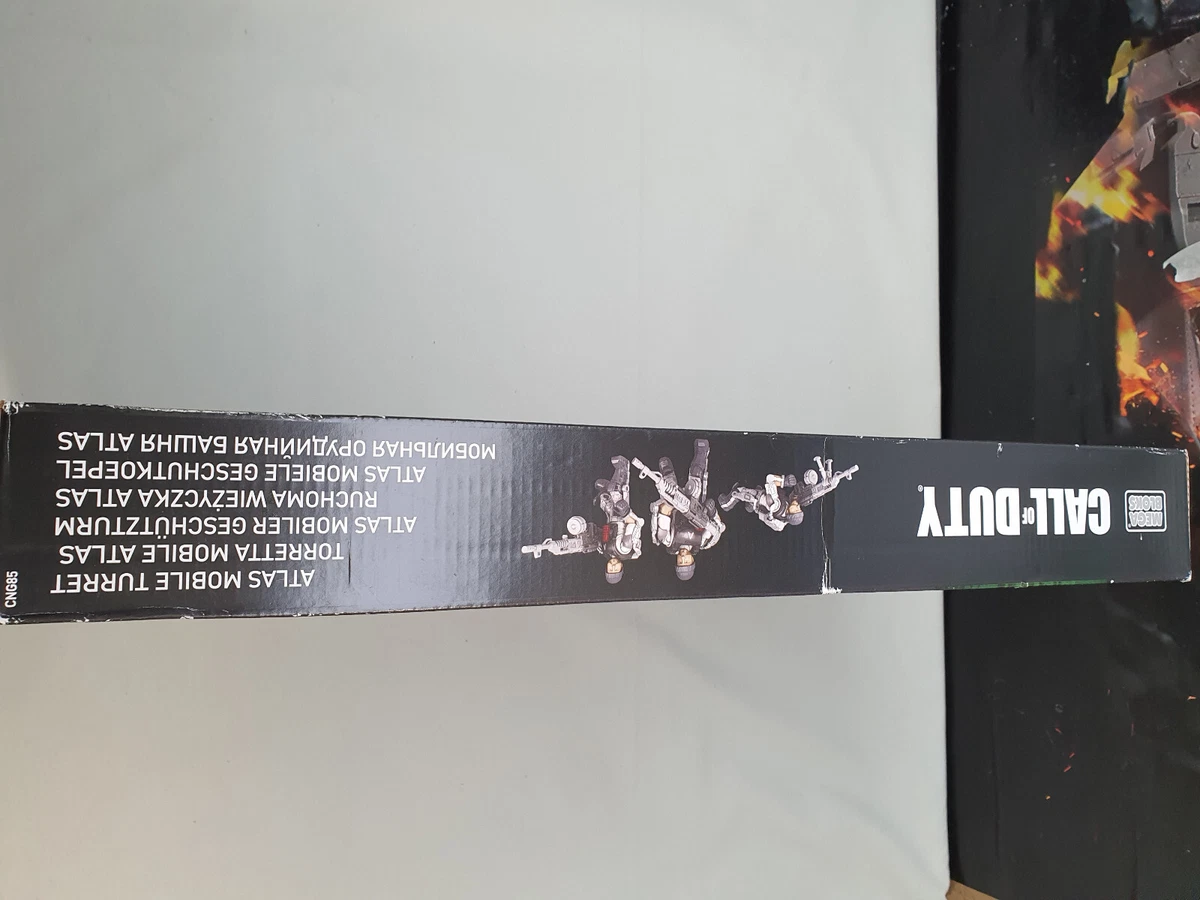 MEGA
BLOKS
CALL OF DUTY®
ATLAS MOBILE TURRET
TORRETTA MOBILE ATLAS
ATLAS MOBILER GESCHÜTZTURM
RUCHOMA WIEŻYCZKA ATLAS
ATLAS MOBIELE GESCHUTKOEPEL
МОБИЛЬНАЯ ОРУДИЙНАЯ БАШНЯ ATLAS
CNG85